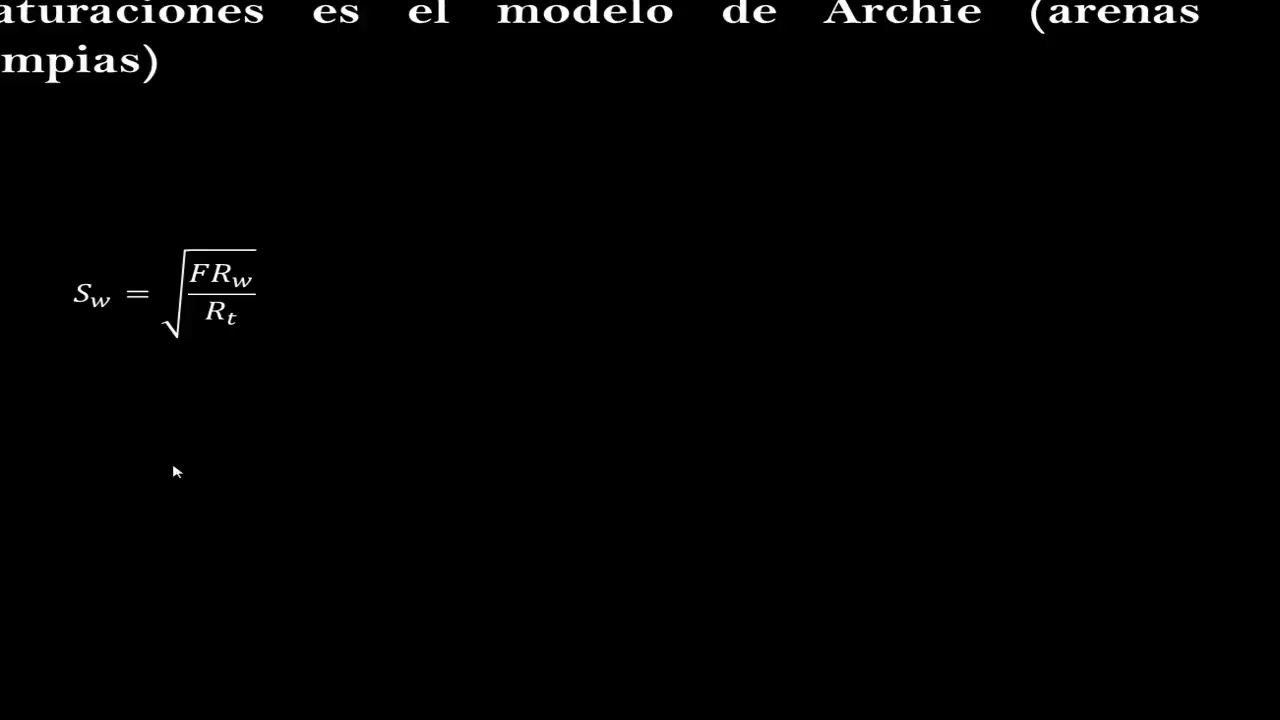 aturaciones es el modelo de Archie (arenas
mpias)
S_w = √(FR_w / R_t)